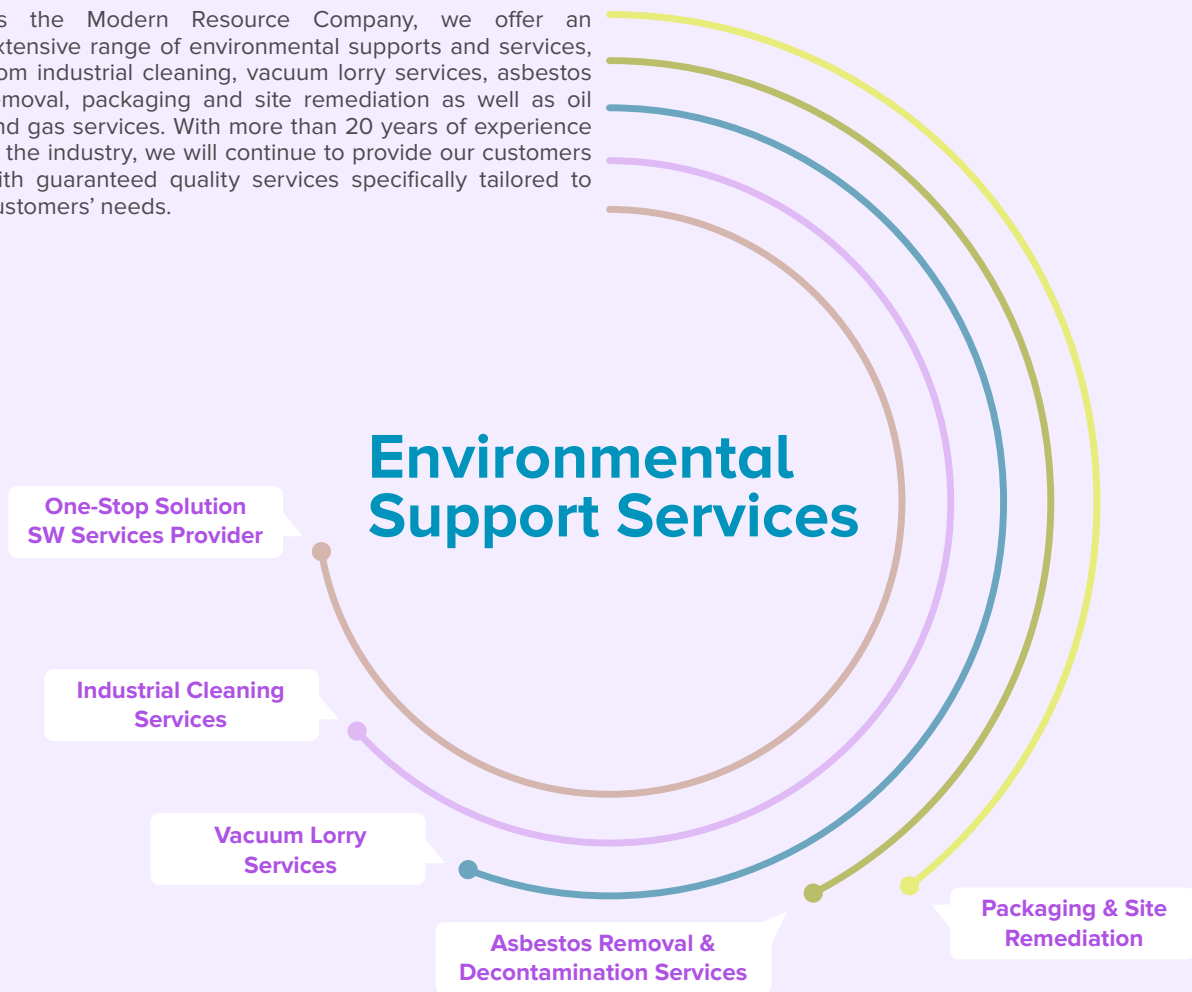 s the Modern Resource Company, we offer an
xtensive range of environmental supports and services,
om industrial cleaning, vacuum lorry services, asbestos
emoval, packaging and site remediation as well as oil
nd gas services. With more than 20 years of experience
the industry, we will continue to provide our customers
ith guaranteed quality services specifically tailored to
ustomers’ needs.
Environmental
Support Services
One-Stop Solution
SW Services Provider
Industrial Cleaning
Services
Vacuum Lorry
Services
Asbestos Removal &
Decontamination Services
Packaging & Site
Remediation